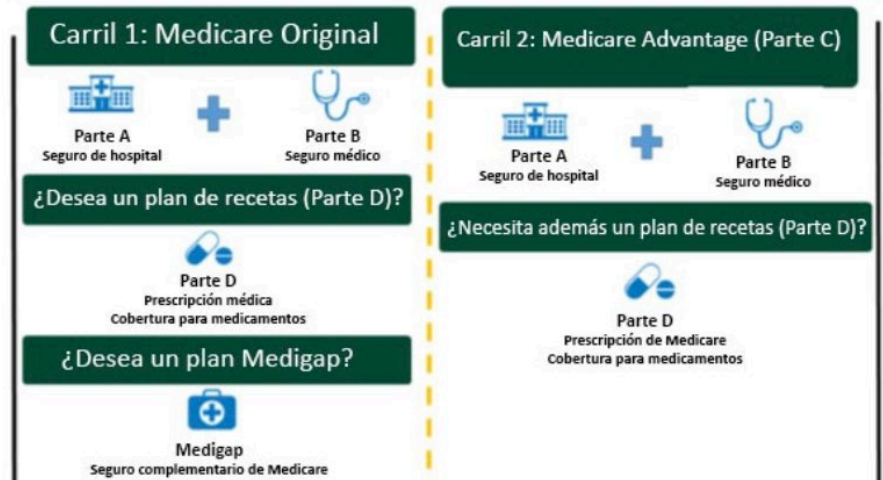 Carril 1: Medicare Original
Parte A
Seguro de hospital
Parte B
Seguro médico
¿Desea un plan de recetas (Parte D)?
Parte D
Prescripción médica
Cobertura para medicamentos
¿Desea un plan Medigap?
Medigap
Seguro complementario de Medicare
Carril 2: Medicare Advantage (Parte C)
Parte A
Seguro de hospital
Parte B
Seguro médico
¿Necesita además un plan de recetas (Parte D)?
Parte D
Prescripción de Medicare
Cobertura para medicamentos